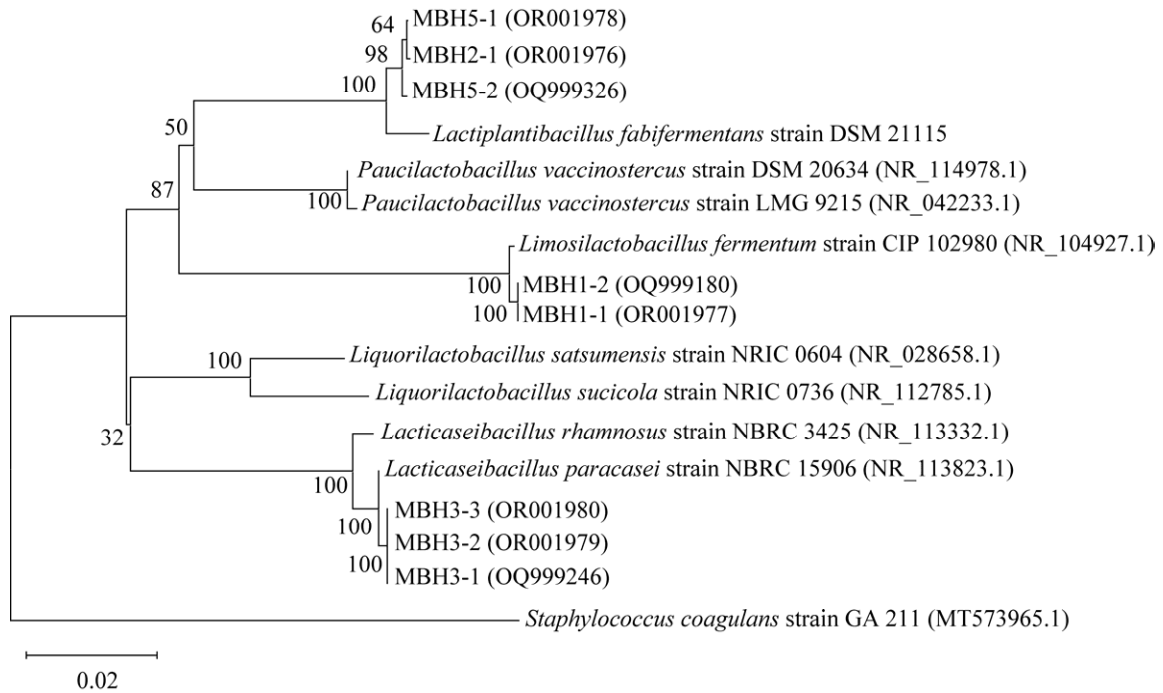 MBH5-1 (OR001978)
64
MBH2-1 (OR001976)
98
MBH5-2 (OQ999326)
100
Lactiplantibacillus fabifermentans strain DSM 21115
50
Paucilactobacillus vaccinostercus strain DSM 20634 (NR_114978.1)
87
100
Paucilactobacillus vaccinostercus strain LMG 9215 (NR_042233.1)
Limosilactobacillus fermentum strain CIP 102980 (NR_104927.1)
100
MBH1-2 (OQ999180)
100
MBH1-1 (OR001977)
100
Liquorilactobacillus satsumensis strain NRIC 0604 (NR_028658.1)
Liquorilactobacillus sucicola strain NRIC 0736 (NR_112785.1)
32
Lacticaseibacillus rhamnosus strain NBRC 3425 (NR_113332.1)
Lacticaseibacillus paracasei strain NBRC 15906 (NR_113823.1)
100
MBH3-3 (OR001980)
100
MBH3-2 (OR001979)
100
MBH3-1 (OQ999246)
Staphylococcus coagulans strain GA 211 (MT573965.1)
0.02